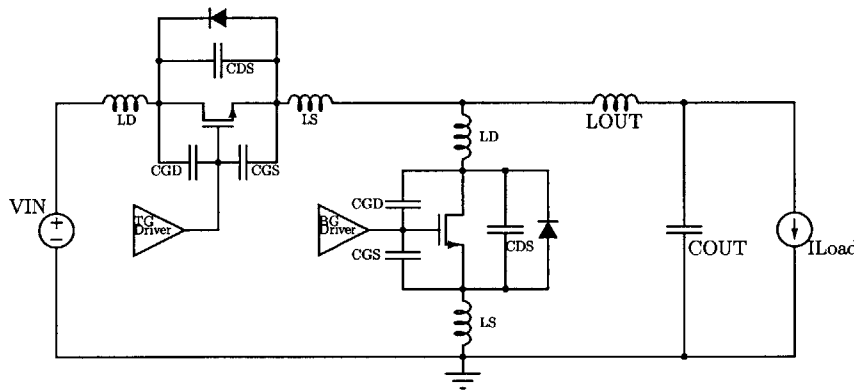 CDS
LD
LS
LOUT
CGD
CGS
LD
VIN
TG
Driver
CGD
BG
Driver
CGS
CDS
COUT
ILoad
LS